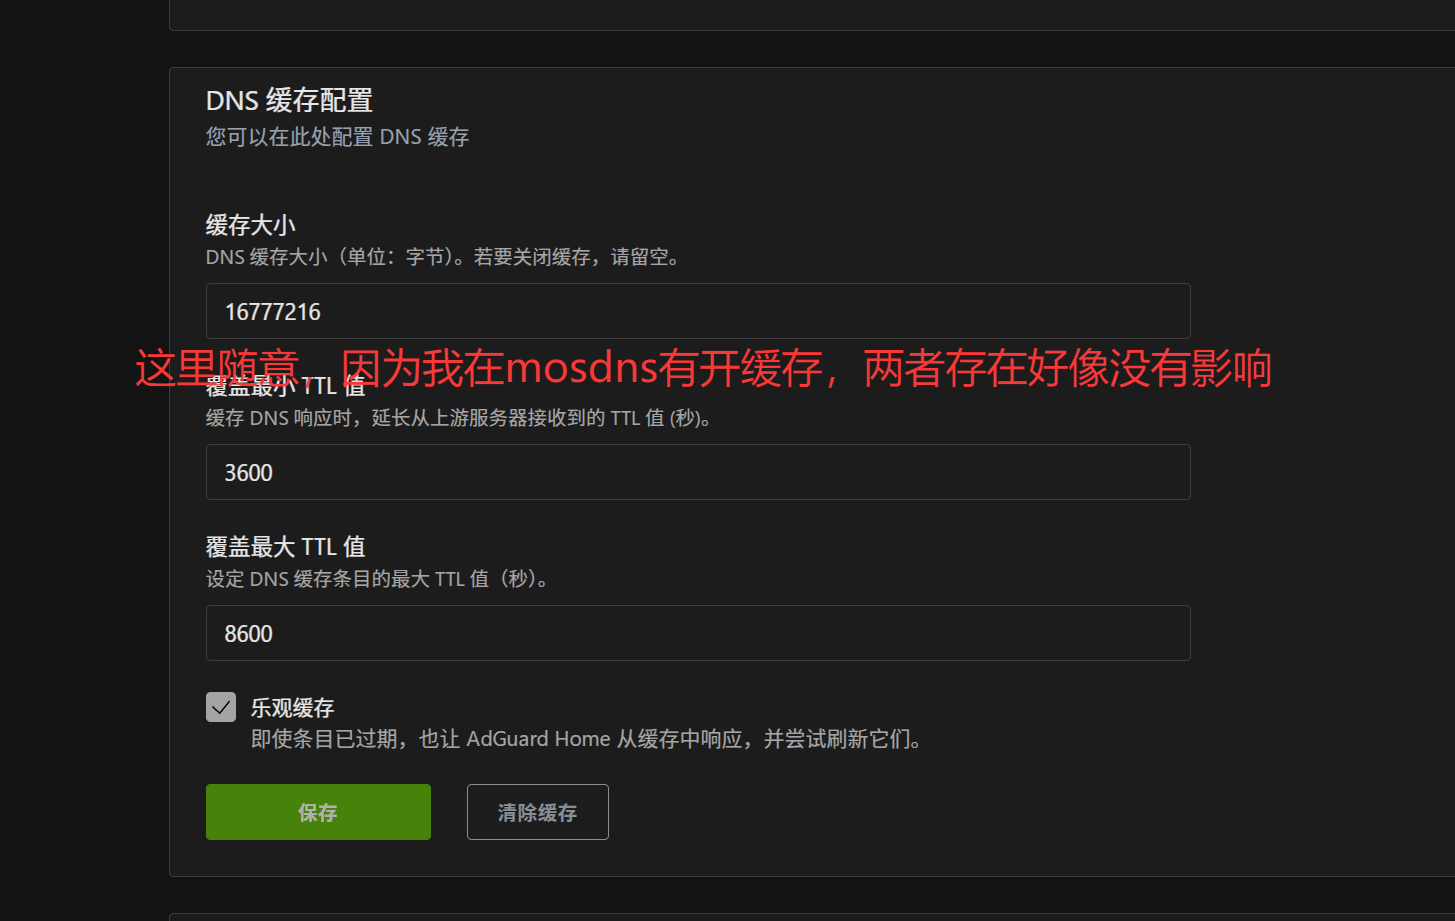 DNS 缓存配置
您可以在此处配置 DNS 缓存
缓存大小
DNS 缓存大小（单位：字节）。若要关闭缓存，请留空。
16777216
这里随意，因为我在mosdns有开缓存，两者存在好像没有影响
覆盖最小 TTL 值
缓存 DNS 响应时，延长从上游服务器接收到的 TTL 值 (秒)。
3600
覆盖最大 TTL 值
设定 DNS 缓存条目的最大 TTL 值（秒）。
8600
乐观缓存
即使条目已过期，也让 AdGuard Home 从缓存中响应，并尝试刷新它们。
保存
清除缓存